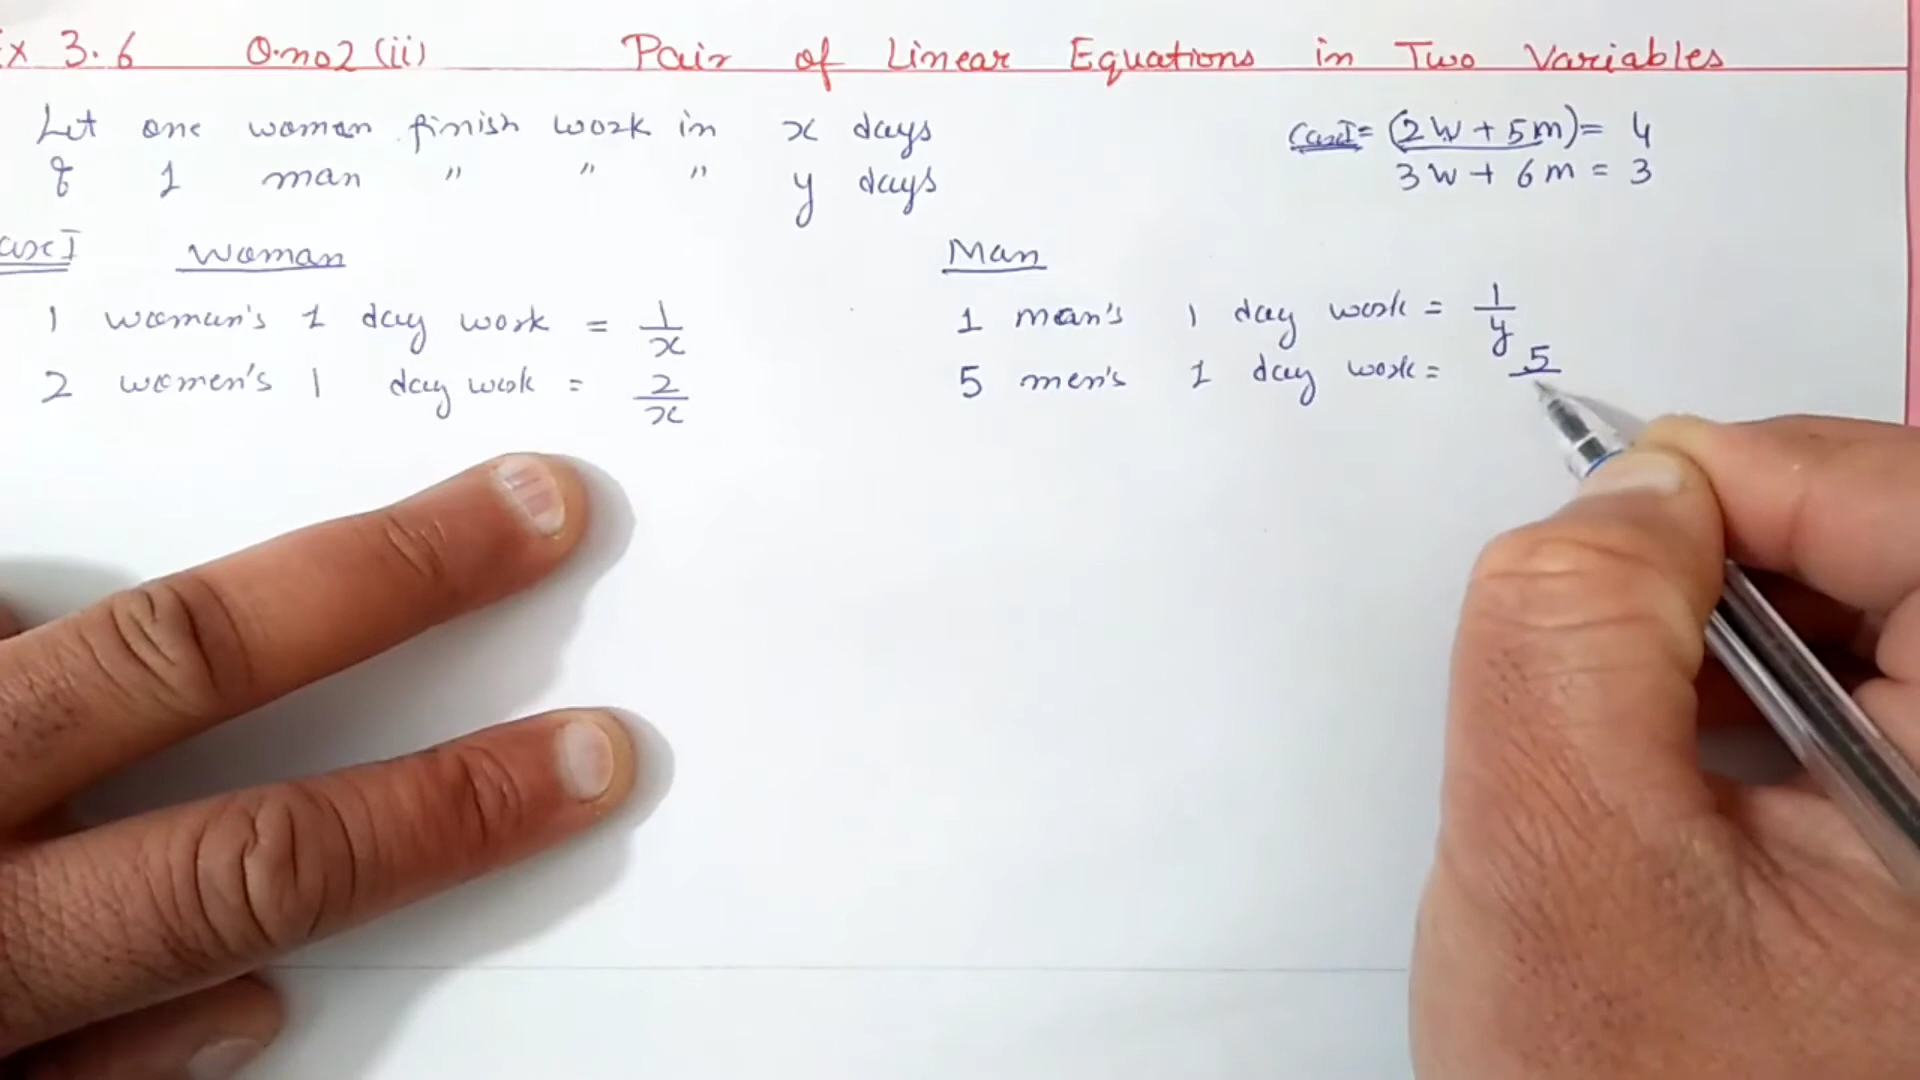 Ex 3.6 Q.no2 (ii) Pair of Linear Equations in Two Variables
Let one woman finish work in x days
& 1 man " " " y days
Case I = (2w + 5m) = 4
3w + 6m = 3
Case I Woman
1 woman's 1 day work = 1/x
2 women's 1 day work = 2/x
Man
1 man's 1 day work = 1/y
5 men's 1 day work = 5/